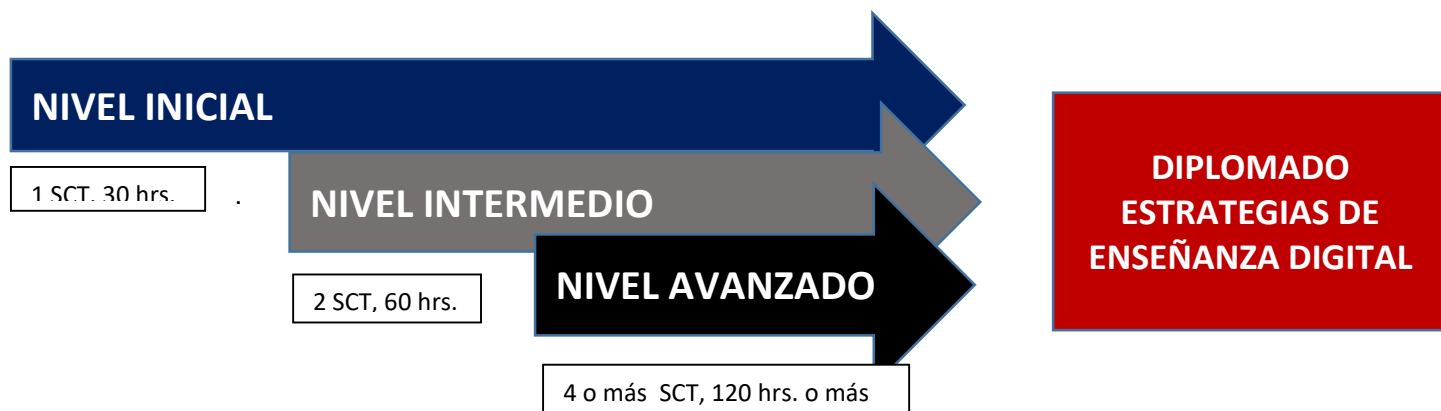 NIVEL INICIAL
1 SCT, 30 hrs.
.
NIVEL INTERMEDIO
2 SCT, 60 hrs.
NIVEL AVANZADO
4 o más SCT, 120 hrs. o más
DIPLOMADO
ESTRATEGIAS DE
ENSEÑANZA DIGITAL